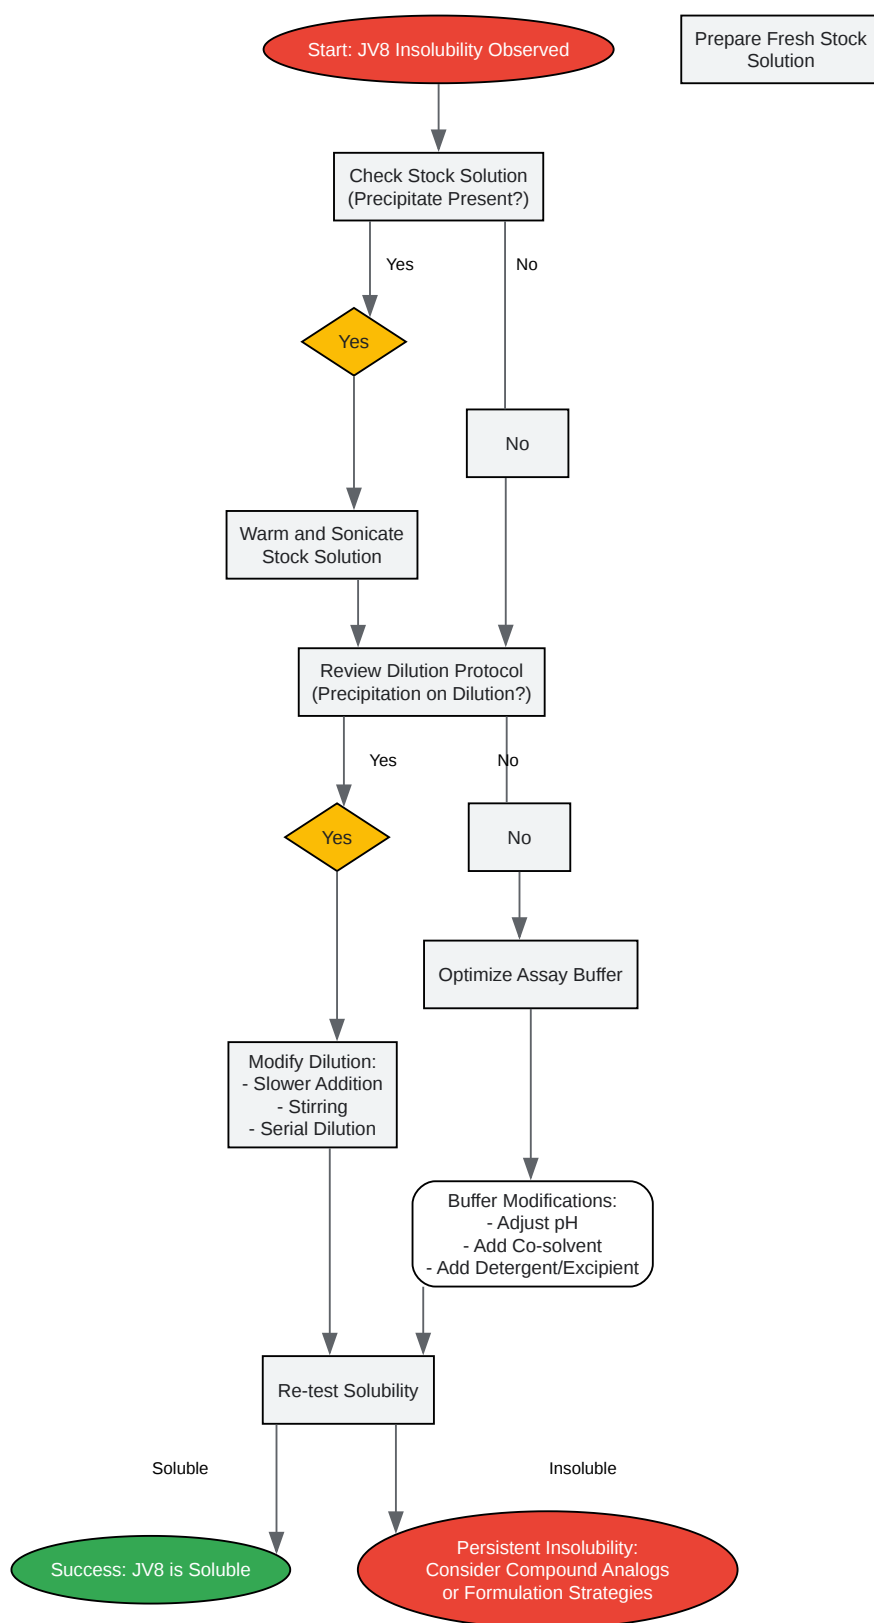 Start: JV8 Insolubility Observed
Prepare Fresh Stock
Solution
Check Stock Solution
(Precipitate Present?)
Yes
No
Yes
No
Warm and Sonicate
Stock Solution
Review Dilution Protocol
(Precipitation on Dilution?)
Yes
No
Yes
No
Optimize Assay Buffer
Modify Dilution:
- Slower Addition
- Stirring
- Serial Dilution
Buffer Modifications:
- Adjust pH
- Add Co-solvent
- Add Detergent/Excipient
Re-test Solubility
Soluble
Insoluble
Success: JV8 is Soluble
Persistent Insolubility:
Consider Compound Analogs
or Formulation Strategies